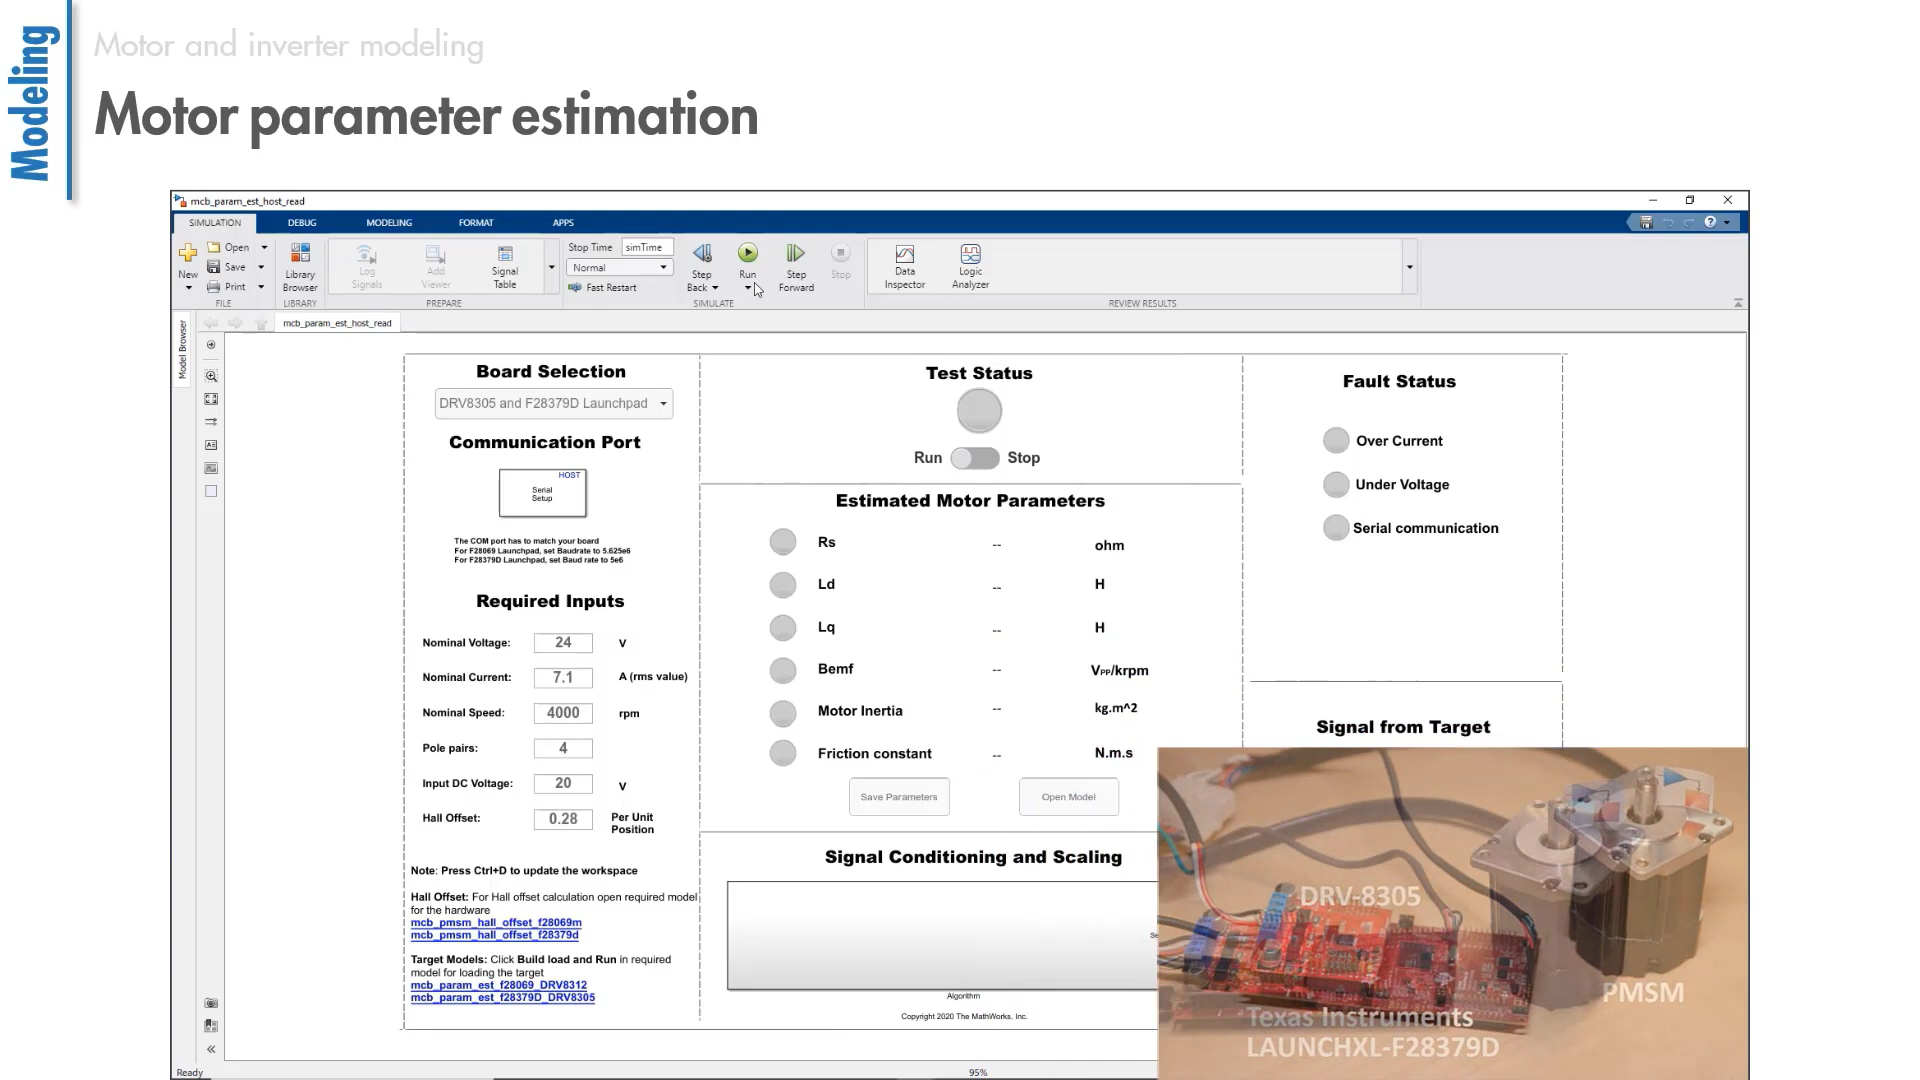 Modeling
Motor and inverter modeling
Motor parameter estimation
mcb_param_est_host_read
SIMULATION
DEBUG
MODELING
FORMAT
APPS
New
Open
Save
Print
FILE
Library
Browser
LIBRARY
Log
Signals
Add
Viewer
Signal
Table
PREPARE
Stop Time simTime
Normal
Fast Restart
Step
Back
Run
Step
Forward
Stop
SIMULATE
Data
Inspector
Logic
Analyzer
REVIEW RESULTS
Model Browser
mcb_param_est_host_read
Board Selection
DRV8305 and F28379D Launchpad
Communication Port
HOST
Serial
Setup
The COM port has to match your board
For F28069 Launchpad, set Baudrate to 5.625e6
For F28379D Launchpad, set Baud rate to 5e6
Required Inputs
Nominal Voltage: 24 V
Nominal Current: 7.1 A (rms value)
Nominal Speed: 4000 rpm
Pole pairs: 4
Input DC Voltage: 20 V
Hall Offset: 0.28 Per Unit
Position
Note: Press Ctrl+D to update the workspace
Hall Offset: For Hall offset calculation open required model
for the hardware
mcb_pmsm_hall_offset_f28069m
mcb_pmsm_hall_offset_f28379d
Target Models: Click Build load and Run in required
model for loading the target
mcb_param_est_f28069_DRV8312
mcb_param_est_f28379D_DRV8305
Test Status
Run Stop
Estimated Motor Parameters
Rs -- ohm
Ld -- H
Lq -- H
Bemf -- VPP/krpm
Motor Inertia -- kg.m^2
Friction constant -- N.m.s
Save Parameters
Open Model
Signal Conditioning and Scaling
Se
Algorithm
Copyright 2020 The MathWorks, Inc.
Fault Status
Over Current
Under Voltage
Serial communication
Signal from Target
DRV-8305
PMSM
Texas Instruments
LAUNCHXL-F28379D
Ready
95%